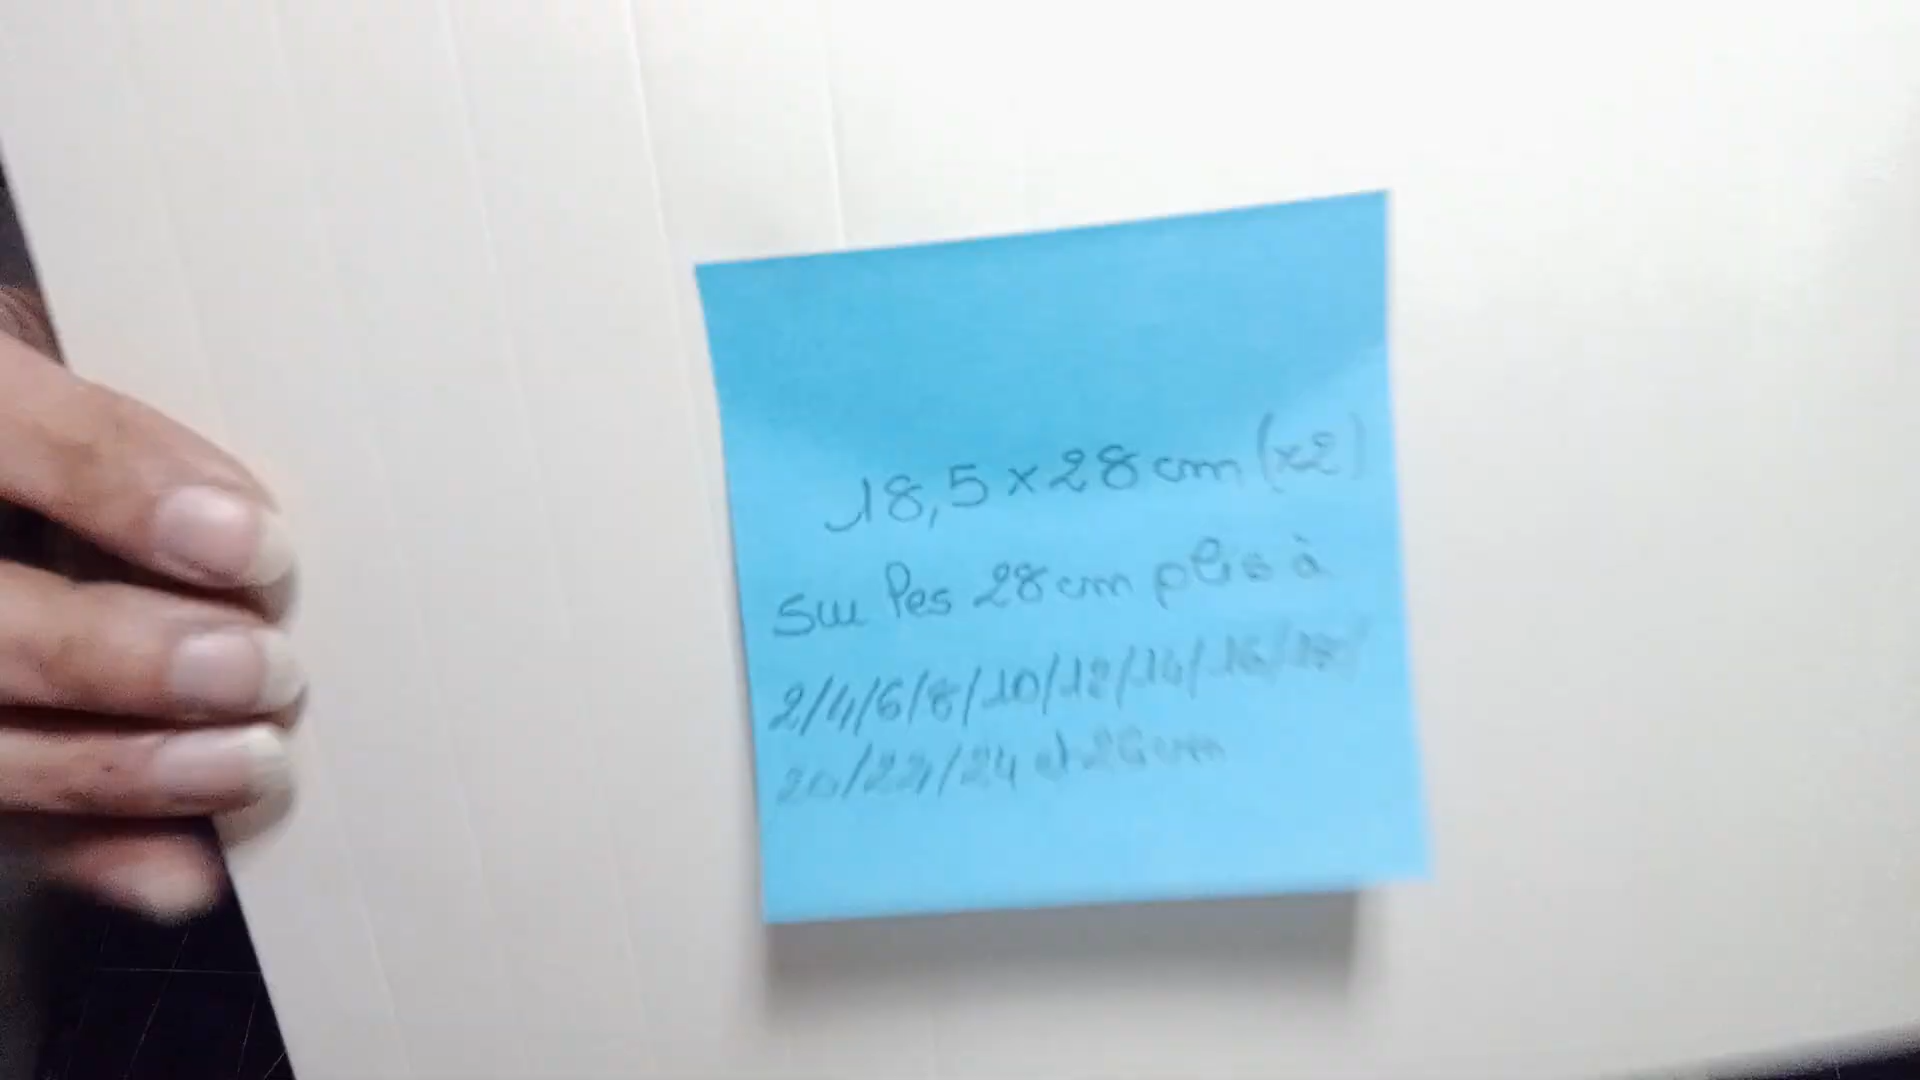 18,5 x 28 cm (x2)
sur les 28 cm plis à
2/4/6/8/10/12/14/16/18/
20/22/24 et 26 cm